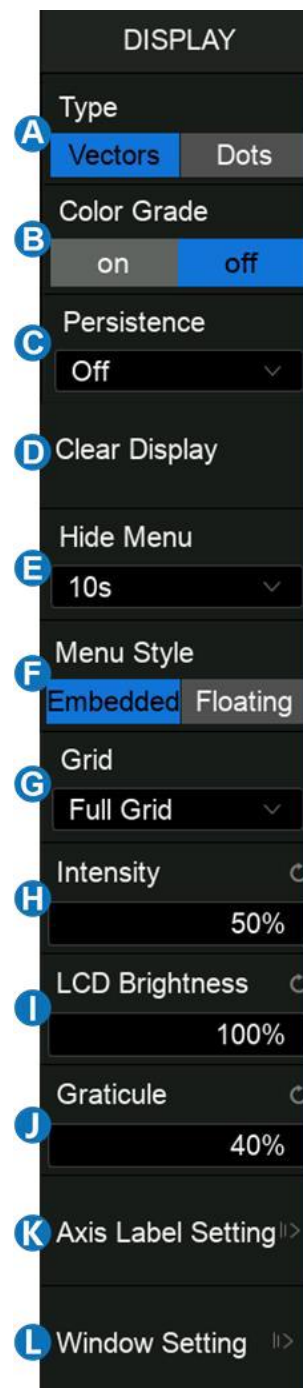 DISPLAY
Type
A
Vectors Dots
Color Grade
B
on off
Persistence
C
Off
D Clear Display
Hide Menu
E
10s
Menu Style
F
Embedded Floating
Grid
G
Full Grid
Intensity
H
50%
LCD Brightness
I
100%
Graticule
J
40%
K Axis Label Setting
L Window Setting